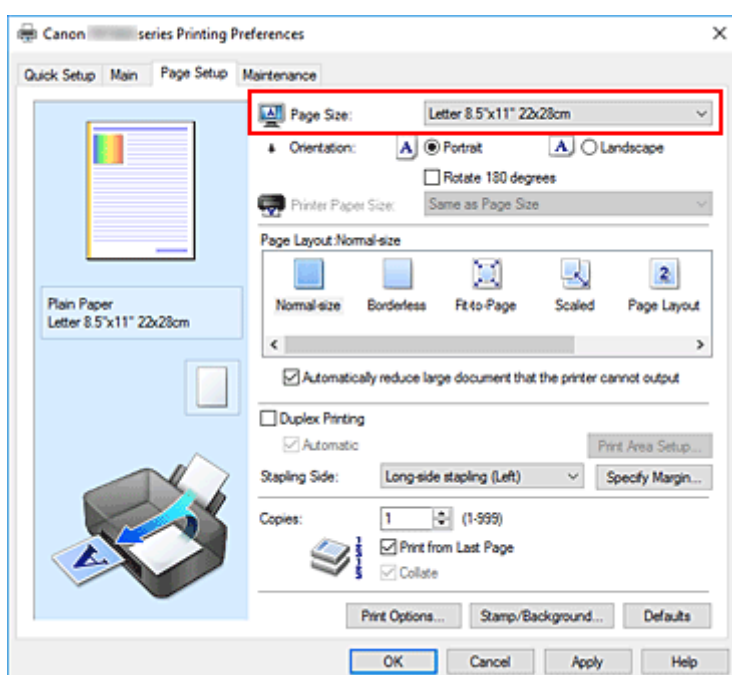 Canon series Printing Preferences
Quick Setup Main Page Setup Maintenance
Page Size: Letter 8.5"x11" 22x28cm
Orientation: A Portrait A Landscape
Rotate 180 degrees
Printer Paper Size: Same as Page Size
Page Layout:Normal-size
2
Normal-size Borderless Fit-to-Page Scaled Page Layout
Plain Paper
Letter 8.5"x11" 22x28cm
Automatically reduce large document that the printer cannot output
Duplex Printing
Automatic Print Area Setup...
Stapling Side: Long-side stapling (Left) Specify Margin...
Copies: 1 (1-999)
Print from Last Page
Collate
A
Print Options... Stamp/Background... Defaults
OK Cancel Apply Help